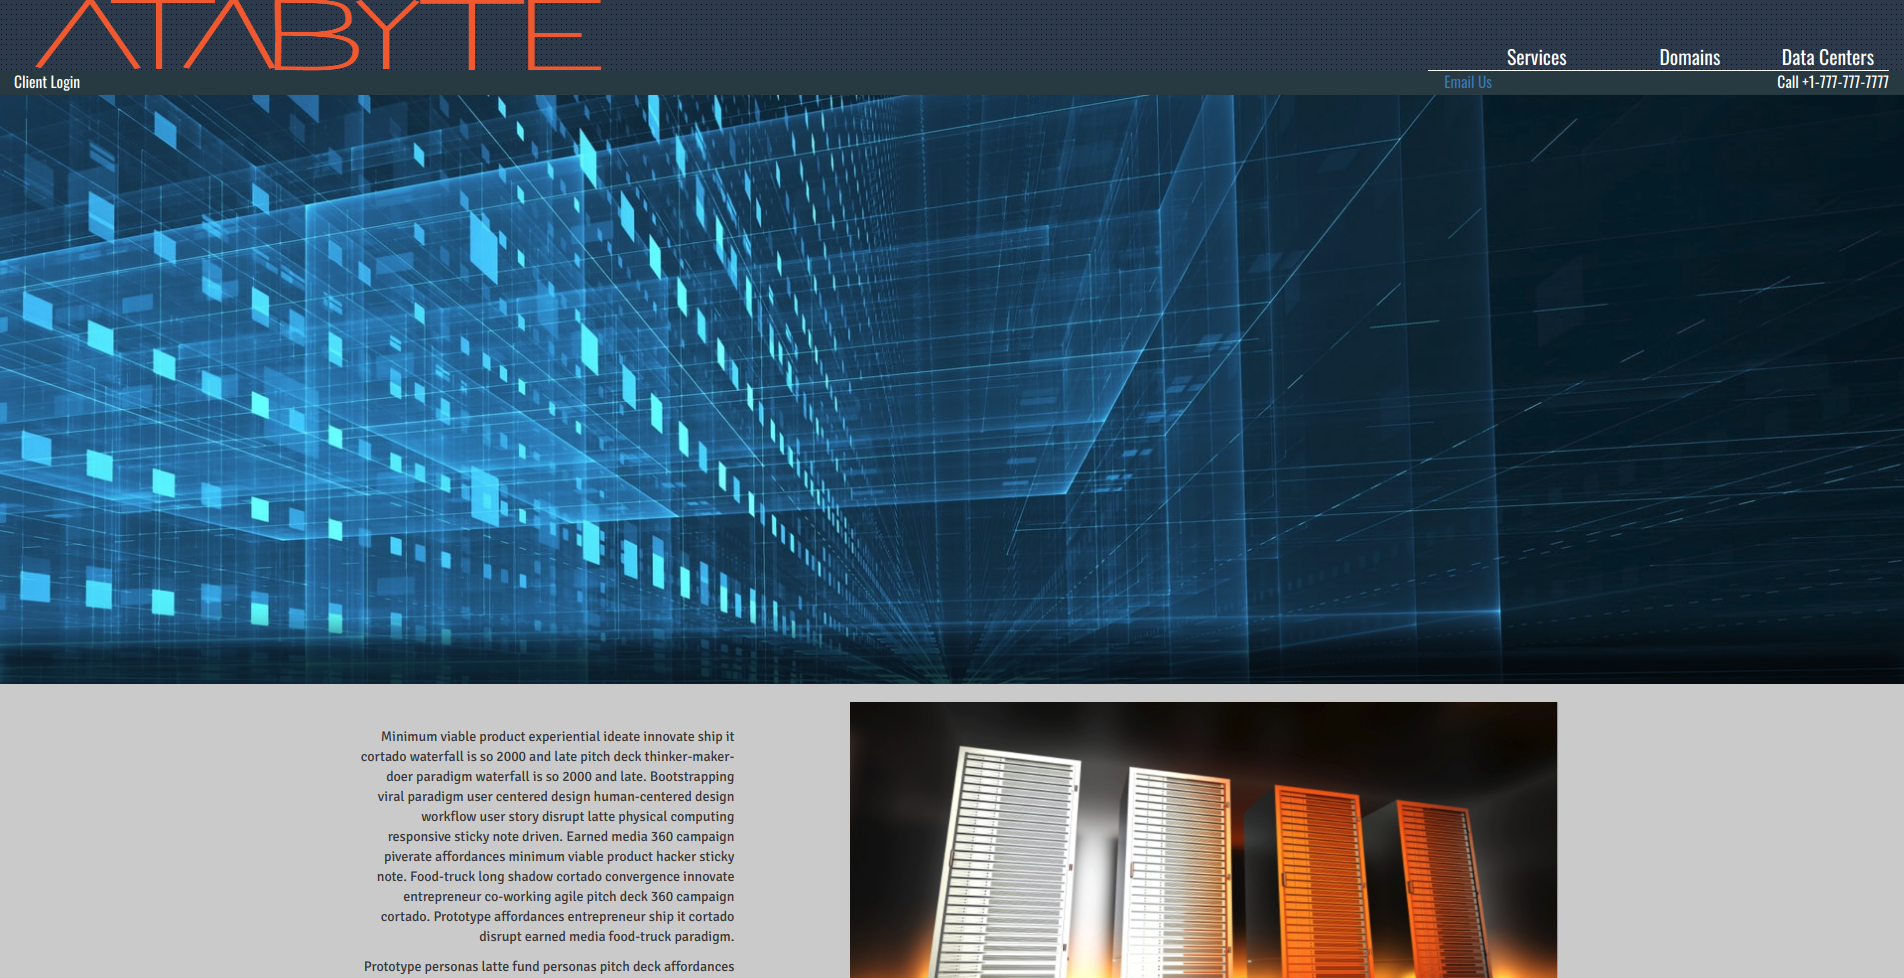 ATABYTE
Services Domains Data Centers
Client Login Email Us Call +1-777-777-7777
Minimum viable product experiential ideate innovate ship it
cortado waterfall is so 2000 and late pitch deck thinker-maker-
doer paradigm waterfall is so 2000 and late. Bootstrapping
viral paradigm user centered design human-centered design
workflow user story disrupt latte physical computing
responsive sticky note driven. Earned media 360 campaign
piverate affordances minimum viable product hacker sticky
note. Food-truck long shadow cortado convergence innovate
entrepreneur co-working agile pitch deck 360 campaign
cortado. Prototype affordances entrepreneur ship it cortado
disrupt earned media food-truck paradigm.
Prototype personas latte fund personas pitch deck affordances